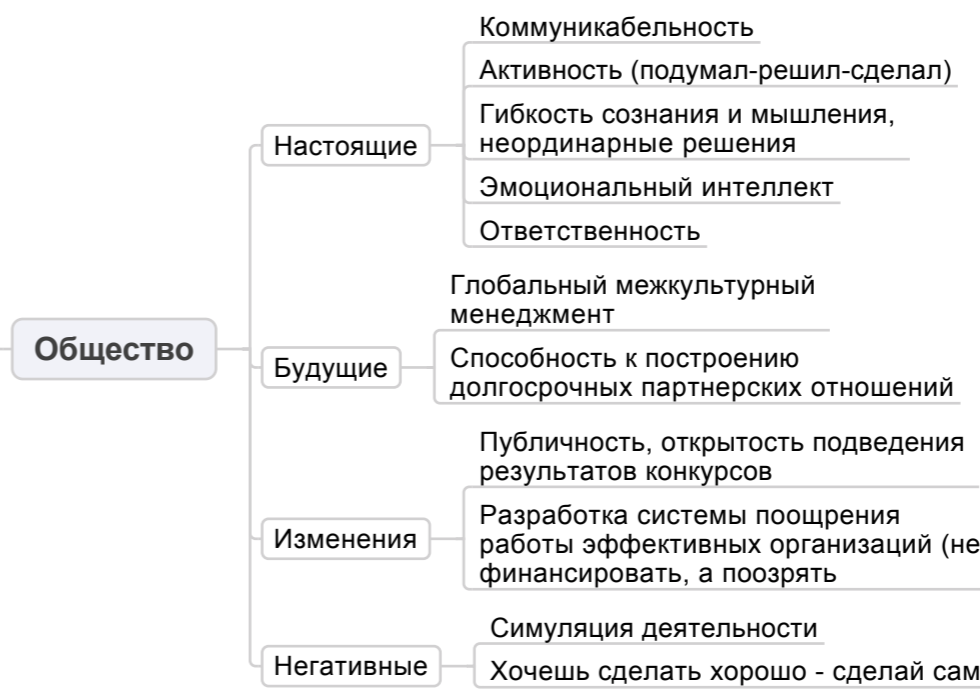 Коммуникабельность
Активность (подумал-решил-сделал)
Гибкость сознания и мышления,
неординарные решения
Настоящие
Эмоциональный интеллект
Ответственность
Глобальный межкультурный
менеджмент
Общество
Будущие
Способность к построению
долгосрочных партнерских отношений
Публичность, открытость подведения
результатов конкурсов
Изменения
Разработка системы поощрения
работы эффективных организаций (не
финансировать, а поозрять
Симуляция деятельности
Негативные
Хочешь сделать хорошо - сделай сам